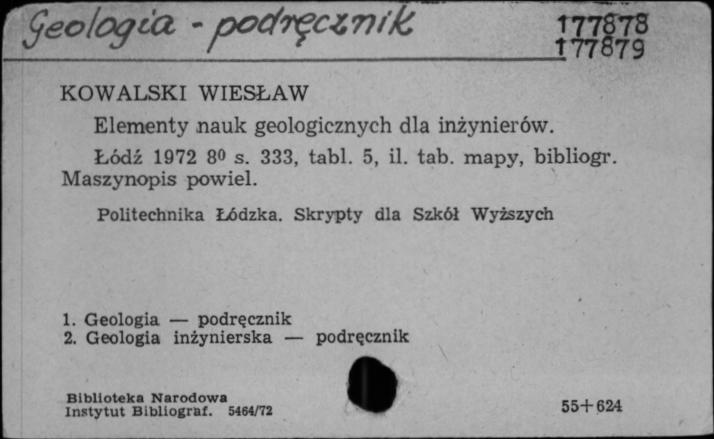 Geologia - podręcznik
177878
177879
KOWALSKI WIESŁAW
Elementy nauk geologicznych dla inżynierów.
Łódź 1972 8⁰ s. 333, tabl. 5, il. tab. mapy, bibliogr.
Maszynopis powiel.
Politechnika Łódzka. Skrypty dla Szkół Wyższych
1. Geologia — podręcznik
2. Geologia inżynierska — podręcznik
Biblioteka Narodowa
Instytut Bibliograf. 5464/72
55+624